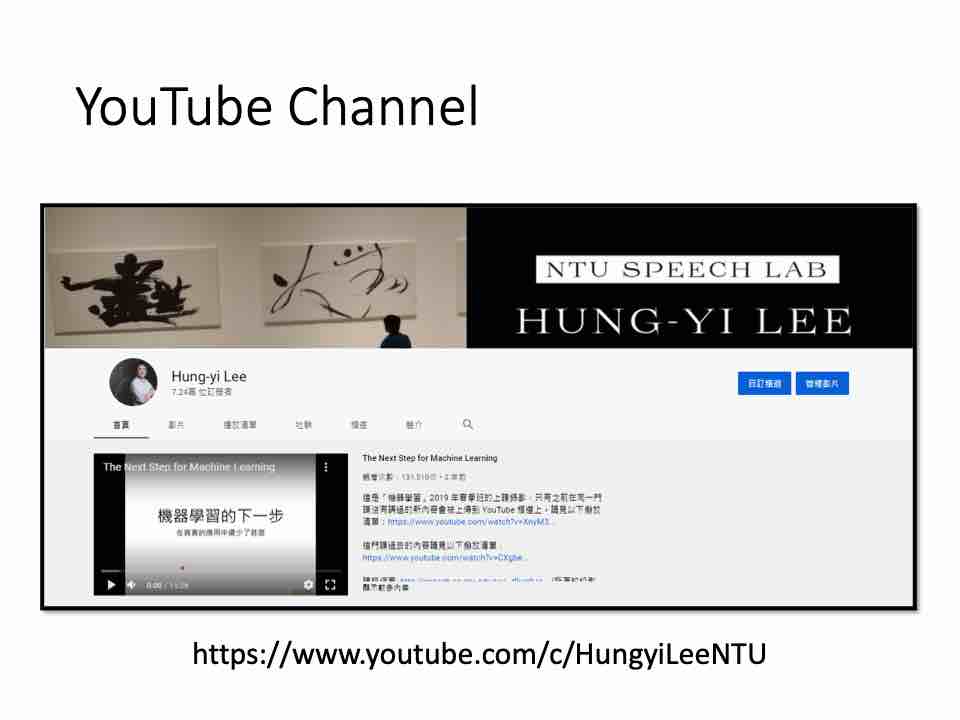 YouTube Channel
NTU SPEECH LAB
HUNG-YI LEE
Hung-yi Lee
7.24萬 位訂閱者
自訂頻道
管理影片
首頁
影片
播放清單
社群
頻道
簡介
The Next Step for Machine Learning
機器學習的下一步
在真實的應用中還少了甚麼
0:00 / 15:28
The Next Step for Machine Learning
觀看次數：131,510次・2 年前
這是「機器學習」2019 年春季班的上課錄影，只有之前在同一門
課沒有講過的新內容會被上傳到 YouTube 頻道上，請見以下播放
清單：https://www.youtube.com/watch?v=XnyM3...
這門課過去的內容請見以下播放清單：
https://www.youtube.com/watch?v=CXgbe...
顯示較多內容
https://www.youtube.com/c/HungyiLeeNTU